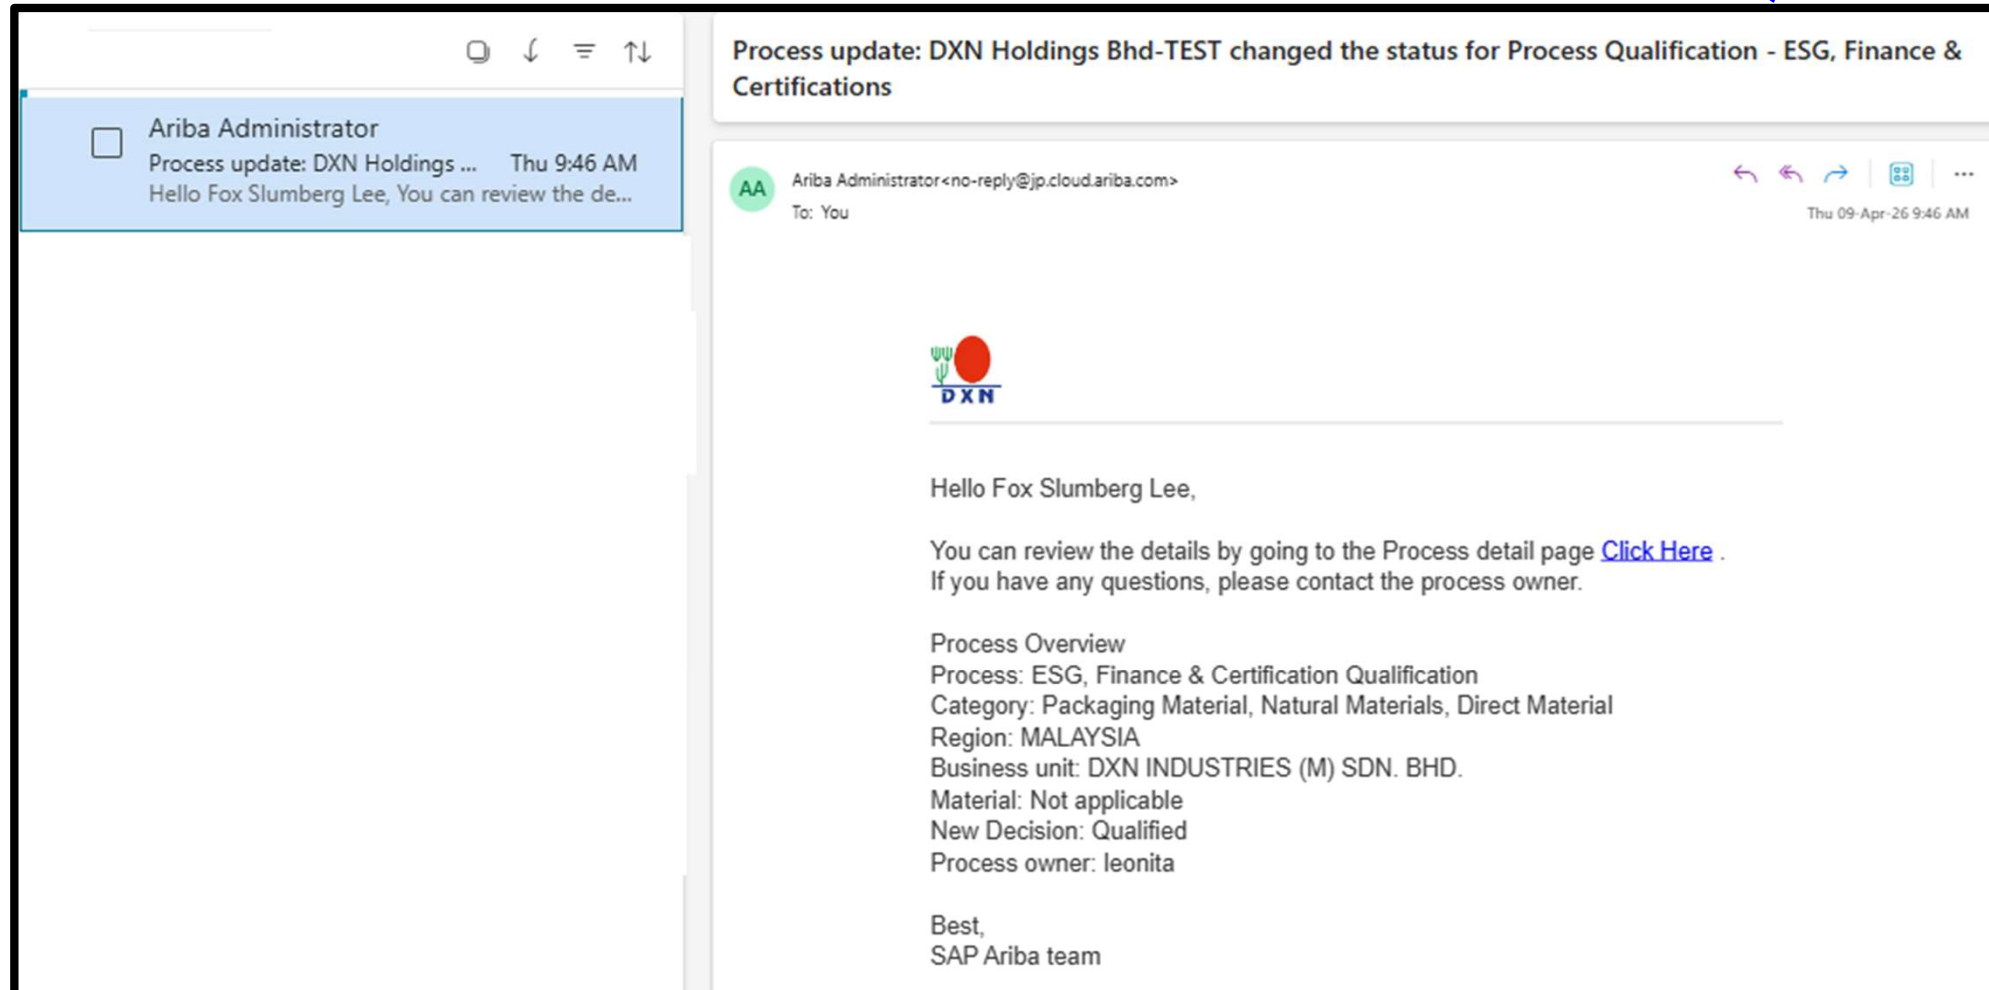 Ariba Administrator
Process update: DXN Holdings ... Thu 9:46 AM
Hello Fox Slumberg Lee, You can review the de...
Process update: DXN Holdings Bhd-TEST changed the status for Process Qualification - ESG, Finance &
Certifications
AA
Ariba Administrator<no-reply@jp.cloud.ariba.com>
To: You
Thu 09-Apr-26 9:46 AM
DXN
Hello Fox Slumberg Lee,
You can review the details by going to the Process detail page Click Here .
If you have any questions, please contact the process owner.
Process Overview
Process: ESG, Finance & Certification Qualification
Category: Packaging Material, Natural Materials, Direct Material
Region: MALAYSIA
Business unit: DXN INDUSTRIES (M) SDN. BHD.
Material: Not applicable
New Decision: Qualified
Process owner: leonita
Best,
SAP Ariba team